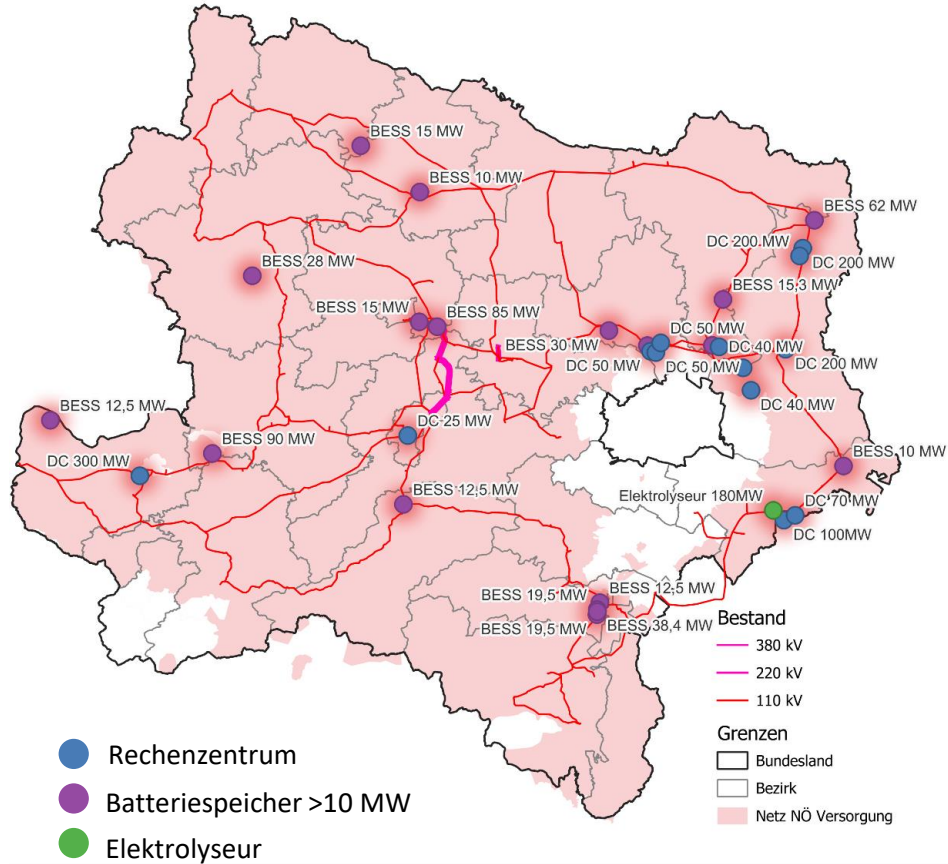 BESS 15 MW
BESS 10 MW
BESS 62 MW
DC 200 MW
DC 200 MW
BESS 28 MW
BESS 15,3 MW
BESS 15 MW
BESS 85 MW
DC 50 MW
BESS 30 MW
DC 40 MW
DC 50 MW
DC 50 MW
DC 200 MW
DC 40 MW
BESS 12,5 MW
DC 25 MW
BESS 90 MW
DC 300 MW
BESS 10 MW
BESS 12,5 MW
Elektrolyseur 180MW
DC 70 MW
DC 100MW
BESS 19,5 MW
BESS 12,5 MW
BESS 19,5 MW
BESS 38,4 MW
Bestand
380 kV
220 kV
110 kV
Grenzen
Bundesland
Bezirk
Netz NÖ Versorgung
Rechenzentrum
Batteriespeicher >10 MW
Elektrolyseur